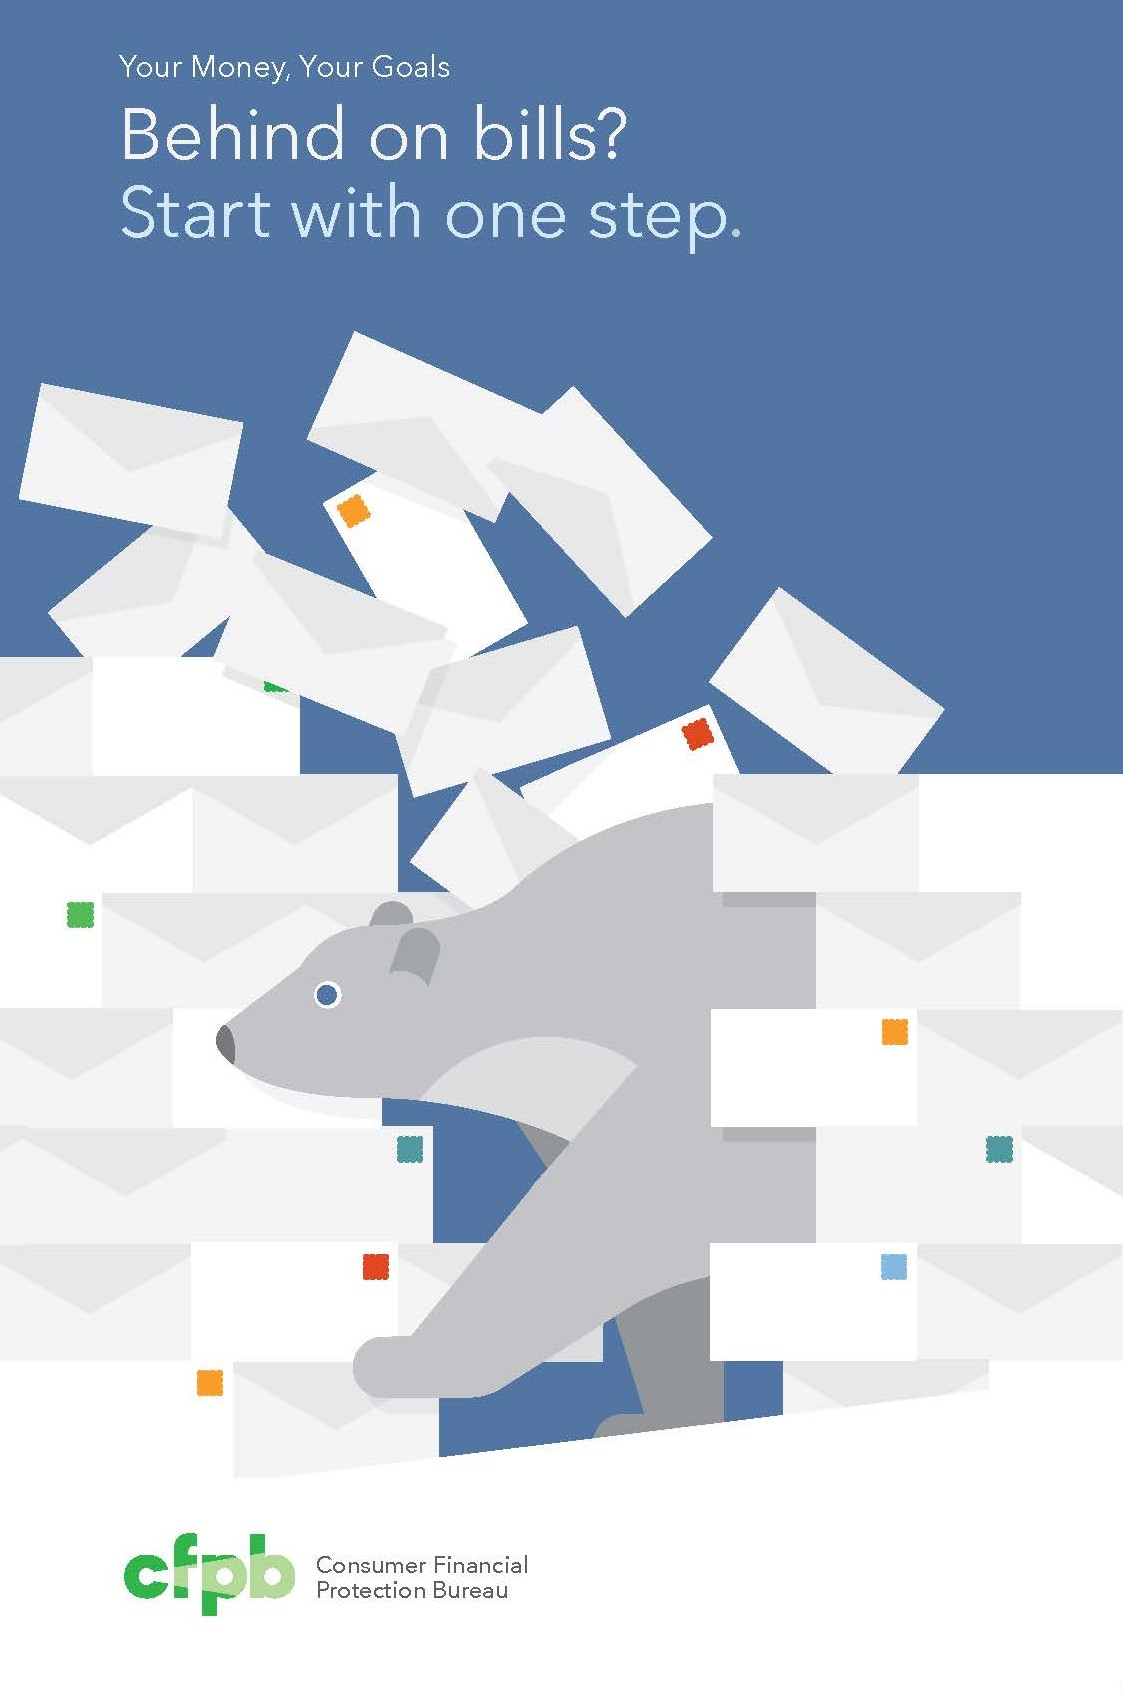 Your Money, Your Goals
Behind on bills?
Start with one step.
cfpb
Consumer Financial
Protection Bureau